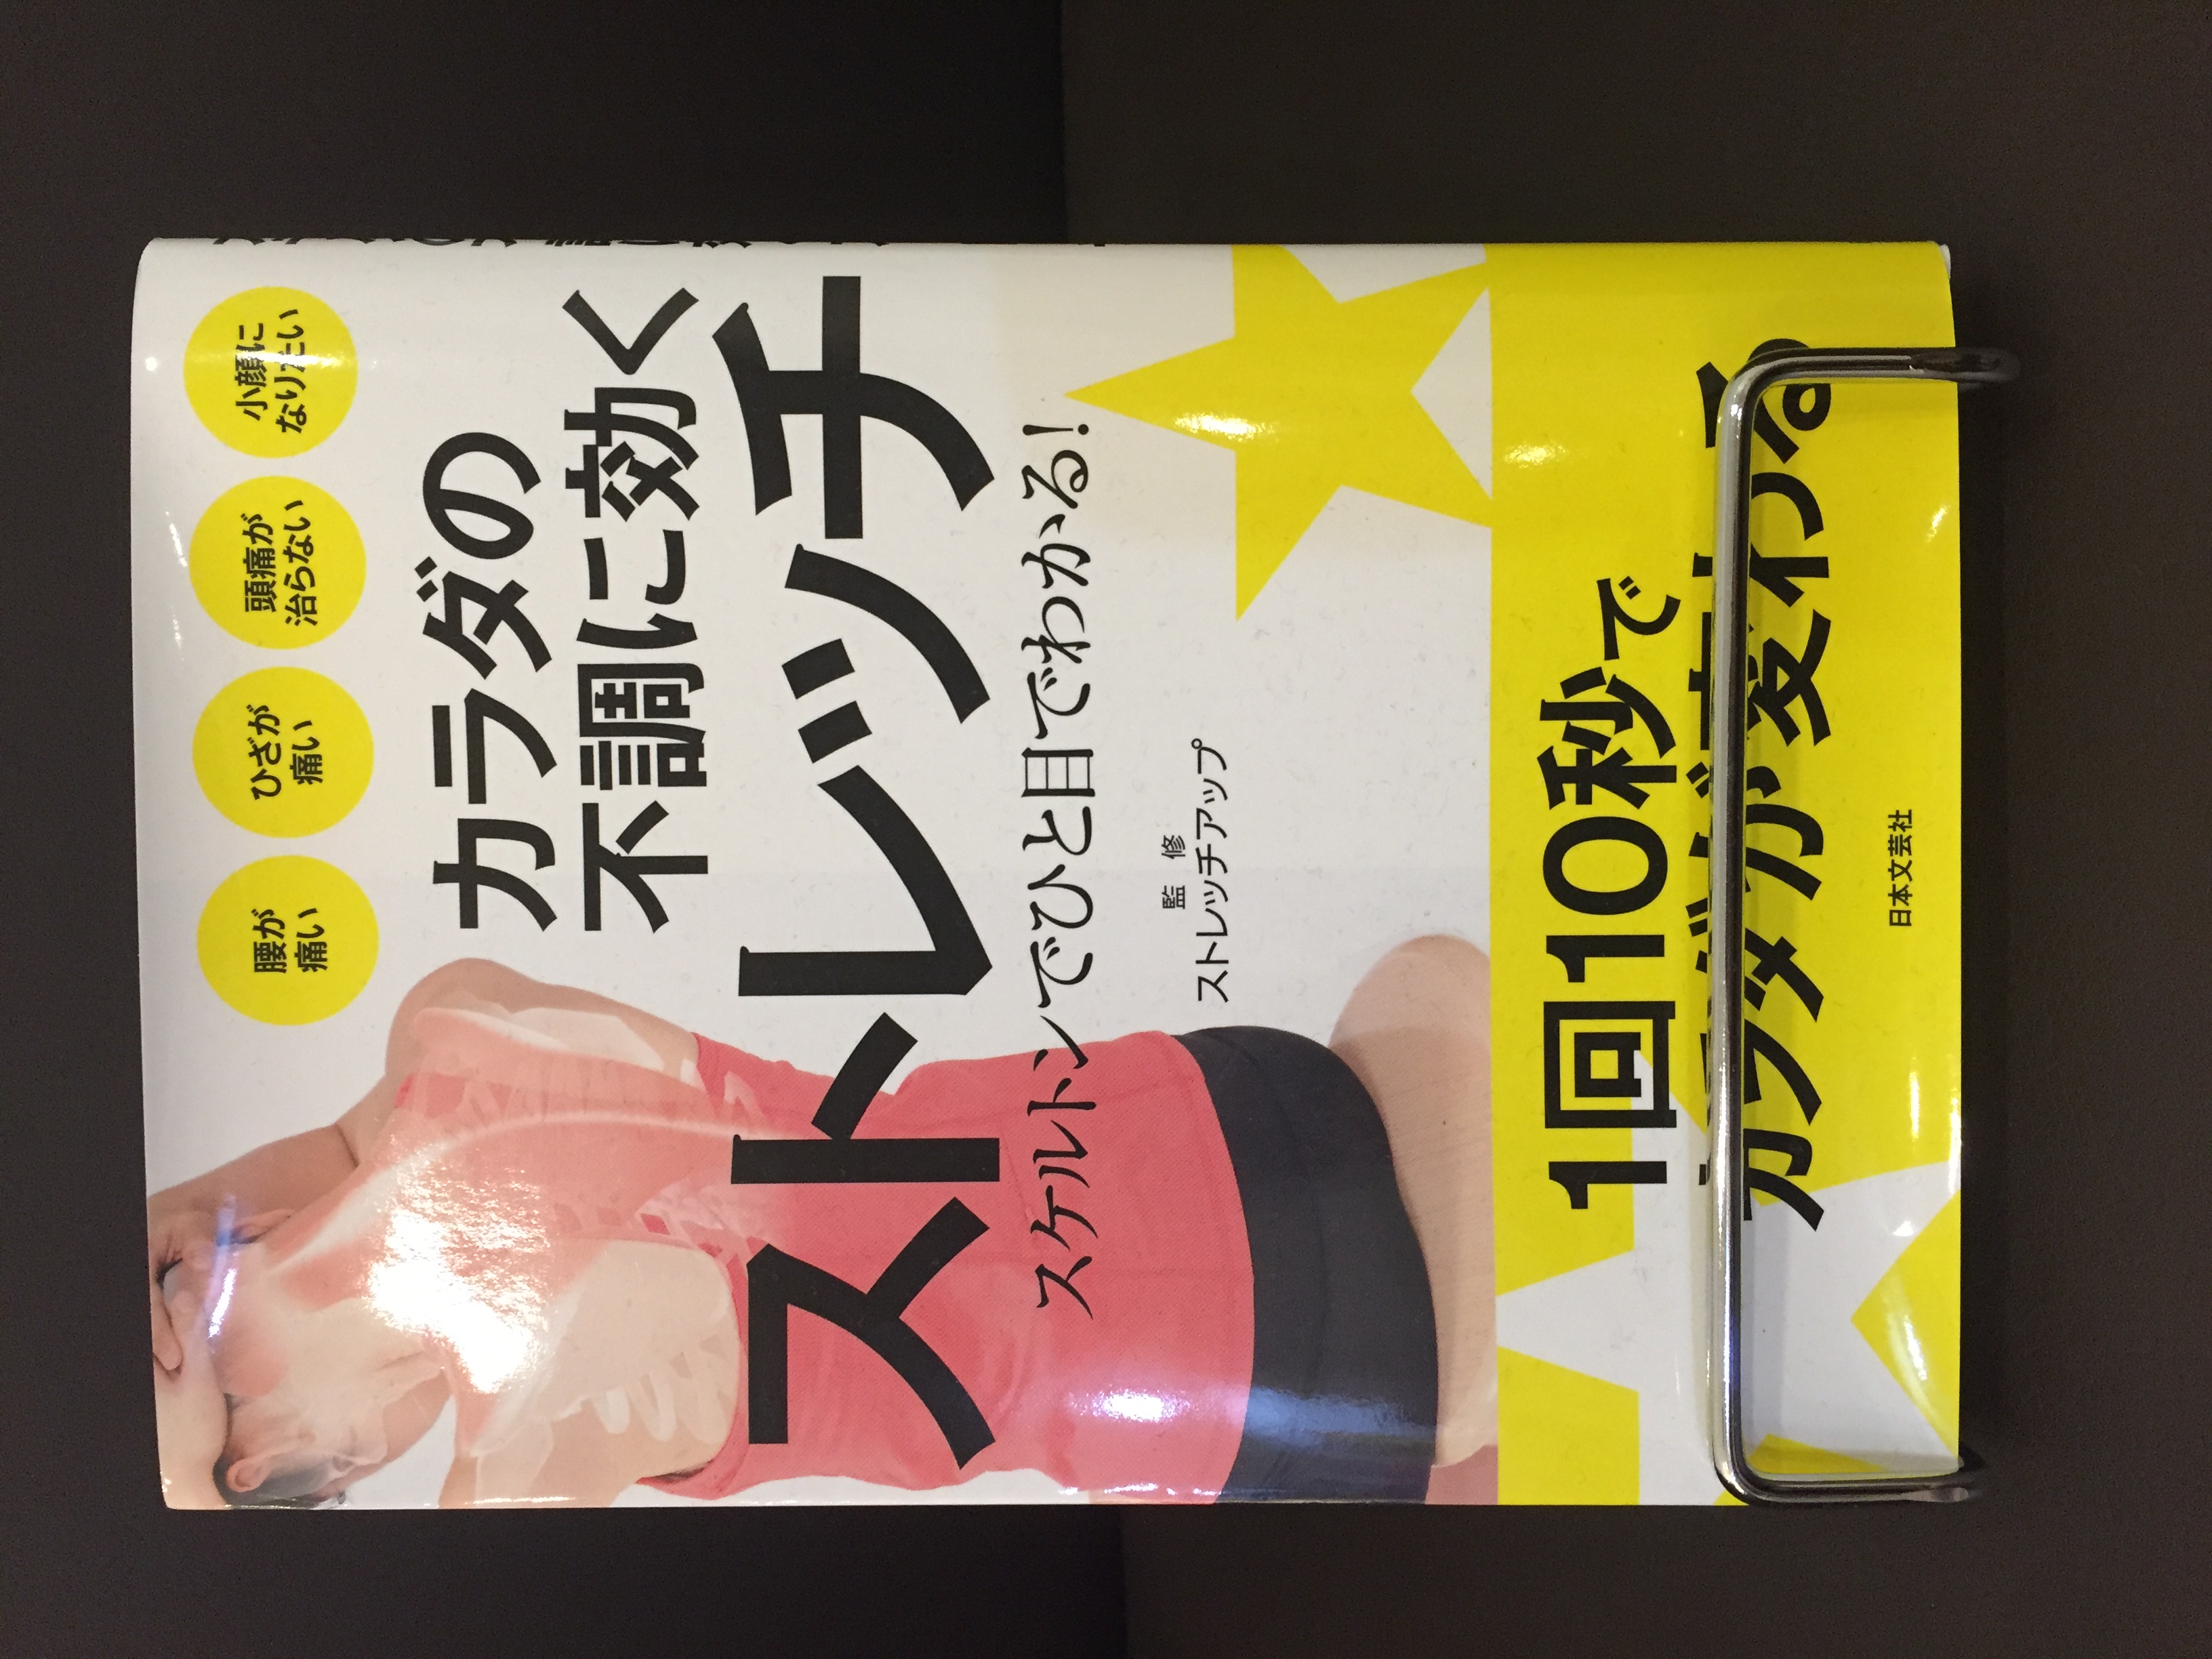 腰が
痛い
ひざが
痛い
頭痛が
治らない
小顔に
なりたい
カラダの
不調に効く
ストレッチ
スケルトンでひと目でわかる!
監修
ストレッチアップ
1回10秒で
カラダが変わる
日本文芸社